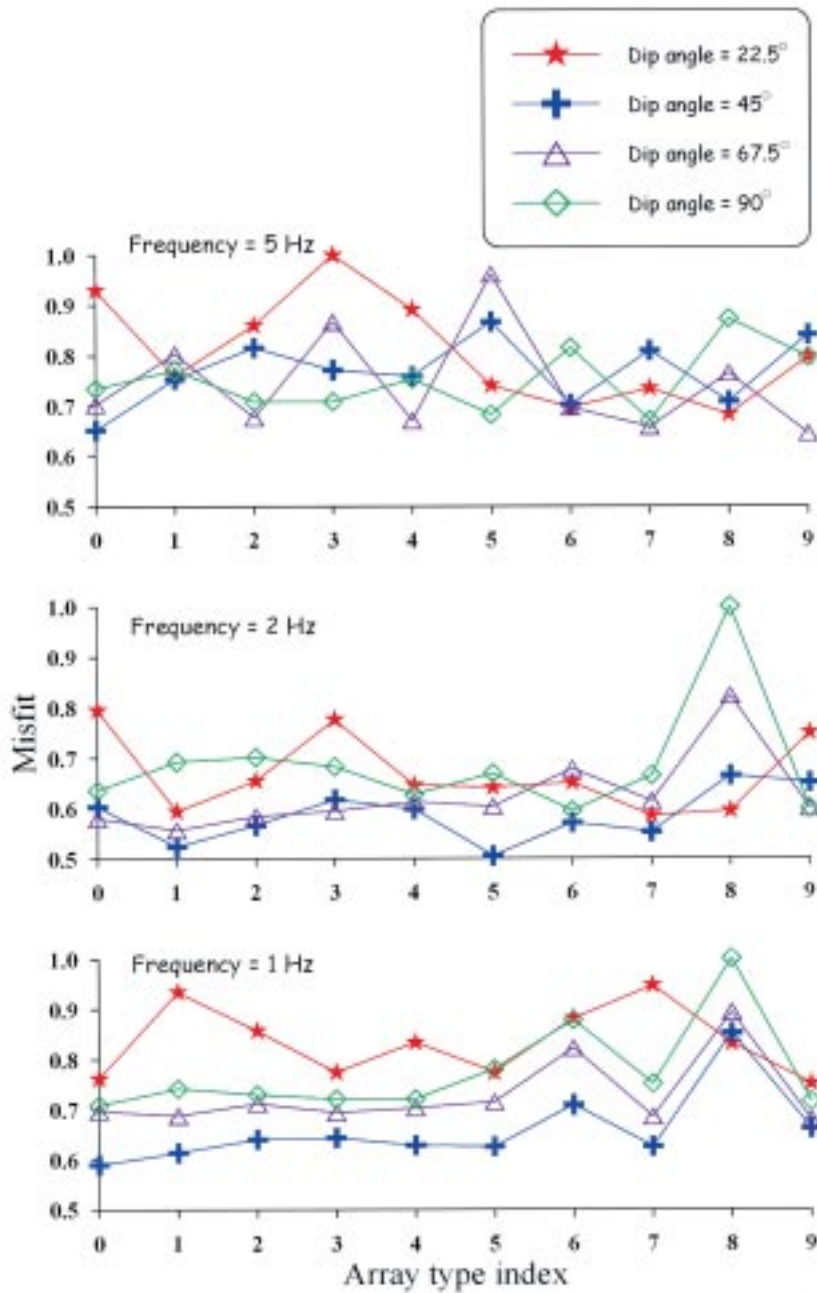 Dip angle = 22.5°
Dip angle = 45°
Dip angle = 67.5°
Dip angle = 90°
Frequency = 5 Hz
1.0
0.9
0.8
0.7
0.6
0.5
0 1 2 3 4 5 6 7 8 9
Frequency = 2 Hz
1.0
0.9
0.8
0.7
0.6
0.5
0 1 2 3 4 5 6 7 8 9
Misfit
Frequency = 1 Hz
1.0
0.9
0.8
0.7
0.6
0.5
0 1 2 3 4 5 6 7 8 9
Array type index